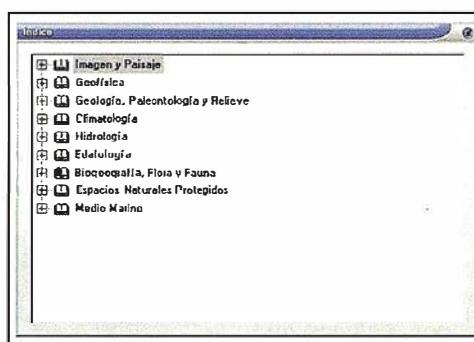 Indice
Imagen y Paisaje
Geofísica
Geología, Paleontología y Relieve
Climatología
Hidrología
Edafología
Biogeografía, Flora y Fauna
Espacios Naturales Protegidos
Medio Marino